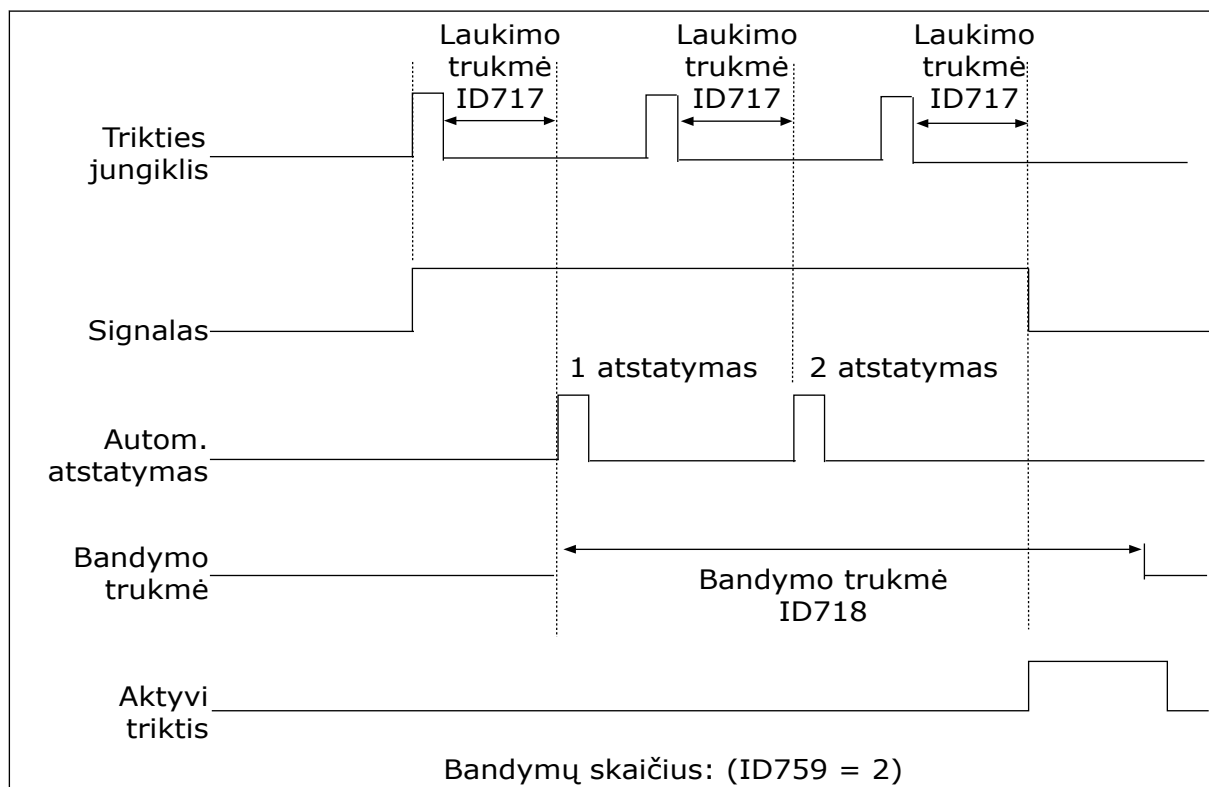 Laukimo
trukmė
ID717
Laukimo
trukmė
ID717
Laukimo
trukmė
ID717
Trikties
jungiklis
Signalas
1 atstatymas
2 atstatymas
Autom.
atstatymas
Bandymo
trukmė
Bandymo trukmė
ID718
Aktyvi
triktis
Bandymų skaičius: (ID759 = 2)